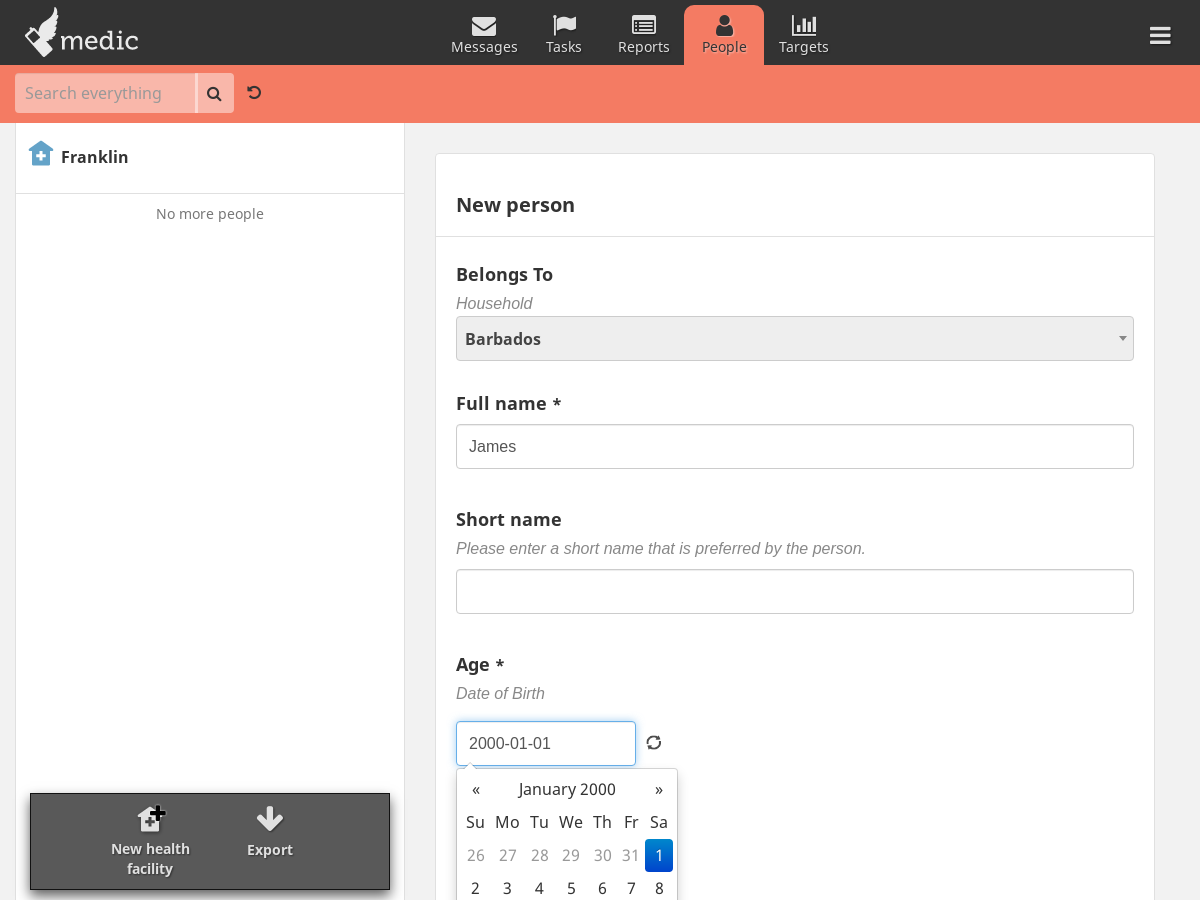 medic
Messages
Tasks
Reports
People
Targets
Search everything
Franklin
No more people
New health
facility
Export
New person
Belongs To
Household
Barbados
Full name *
James
Short name
Please enter a short name that is preferred by the person.
Age *
Date of Birth
2000-01-01
« January 2000 »
Su Mo Tu We Th Fr Sa
26 27 28 29 30 31 1
2 3 4 5 6 7 8